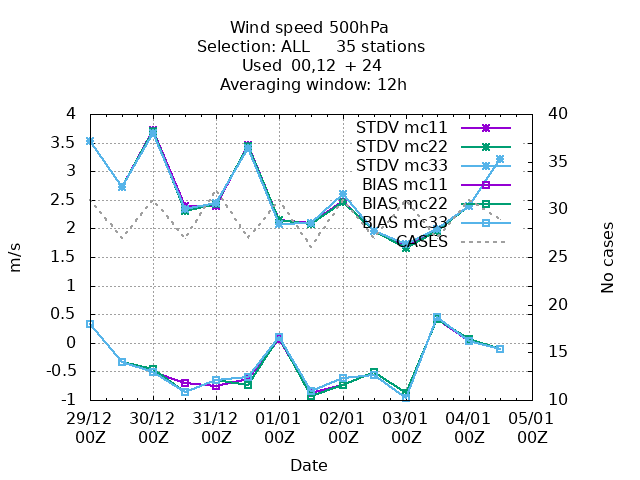 Wind speed 500hPa
Selection: ALL 35 stations
Used 00,12 + 24
Averaging window: 12h
4
3.5
3
2.5
2
1.5
1
0.5
0
-0.5
-1
m/s
40
35
30
25
20
15
10
No cases
STDV mc11
STDV mc22
STDV mc33
BIAS mc11
BIAS mc22
BIAS mc33
CASES
29/12 30/12 31/12 01/01 02/01 03/01 04/01 05/01
00Z 00Z 00Z 00Z 00Z 00Z 00Z 00Z
Date